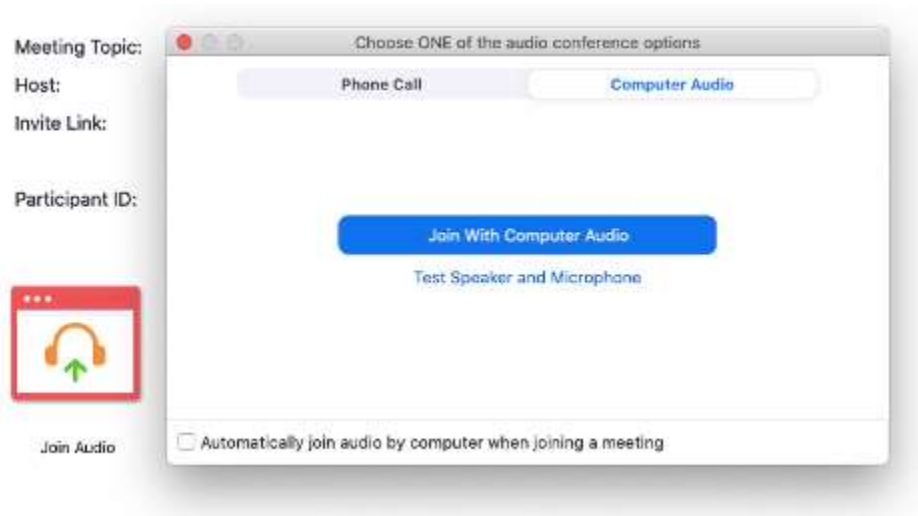 Meeting Topic:
Host:
Invite Link:
Participant ID:
Join Audio
Choose ONE of the audio conference options
Phone Call
Computer Audio
Join With Computer Audio
Test Speaker and Microphone
Automatically join audio by computer when joining a meeting